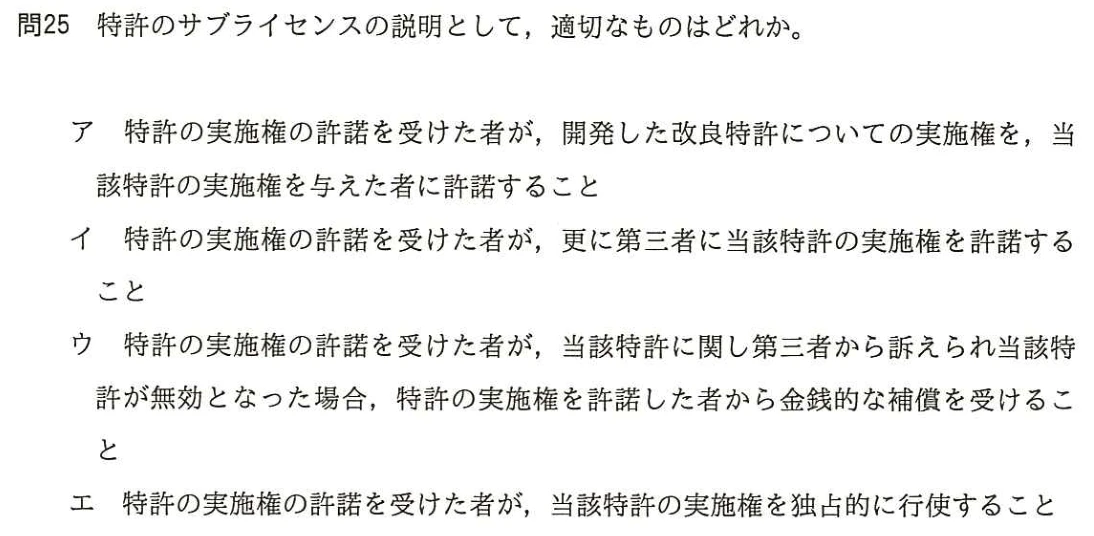 問25　特許のサブライセンスの説明として，適切なものはどれか。
ア　特許の実施権の許諾を受けた者が，開発した改良特許についての実施権を，当
該特許の実施権を与えた者に許諾すること
イ　特許の実施権の許諾を受けた者が，更に第三者に当該特許の実施権を許諾する
こと
ウ　特許の実施権の許諾を受けた者が，当該特許に関し第三者から訴えられ当該特
許が無効となった場合，特許の実施権を許諾した者から金銭的な補償を受けるこ
と
エ　特許の実施権の許諾を受けた者が，当該特許の実施権を独占的に行使すること